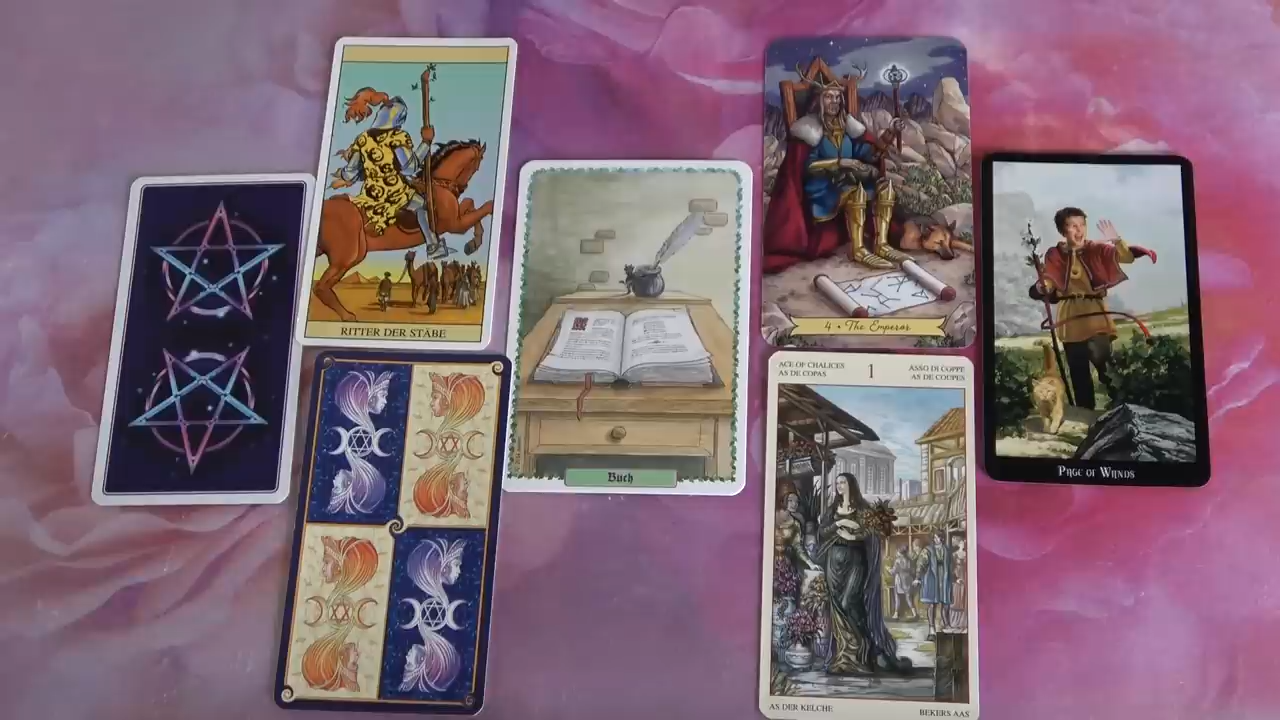 RITTER DER STÄBE
Buch
4 • The Emperor
ACE OF CHALICES
AS DE COPAS
1
ASSO DI COPPE
AS DE COUPES
AS DER KELCHE
BEKERS AAS
PAGE OF WANDS